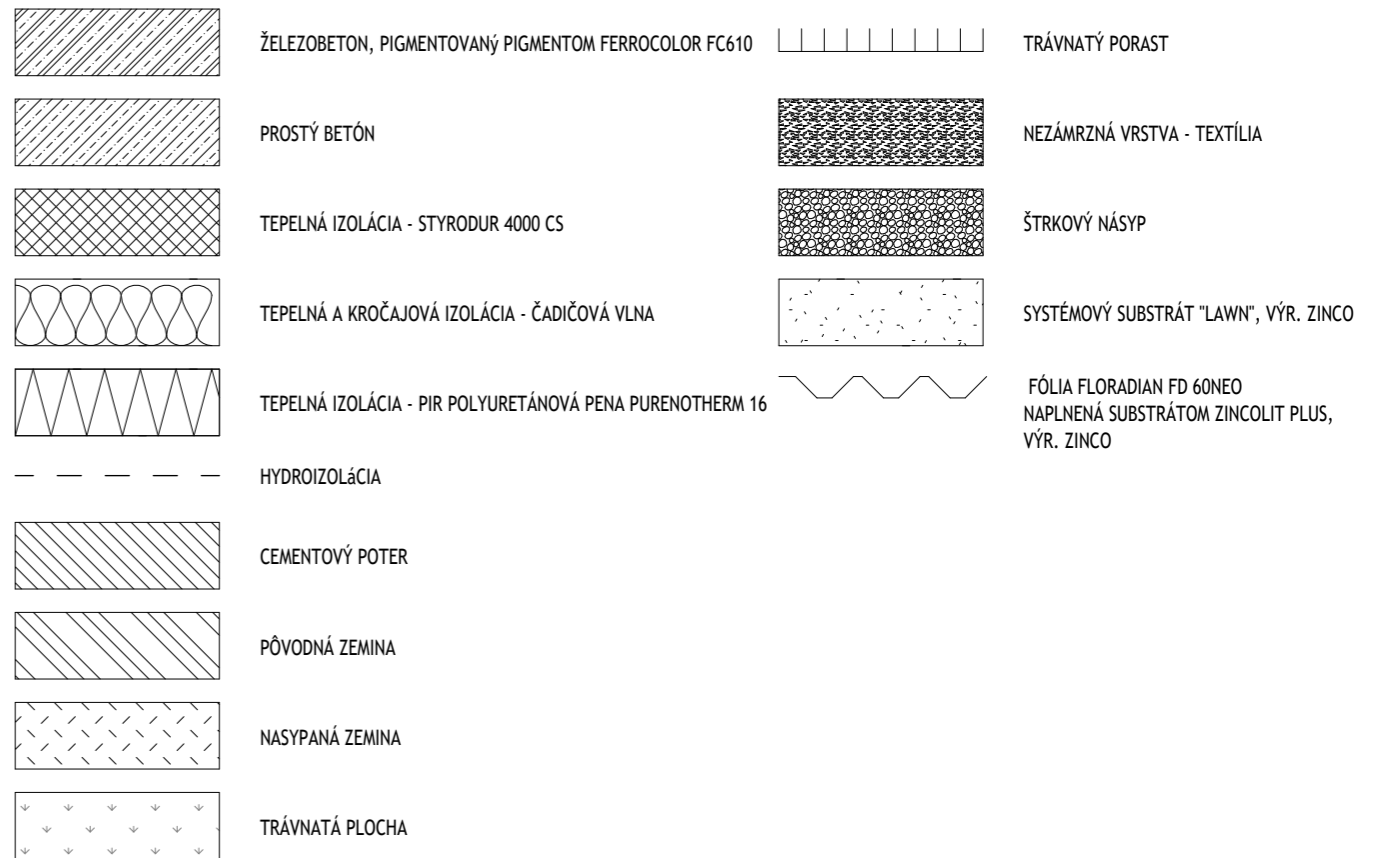 ŽELEZOBETON, PIGMENTOVANý PIGMENTOM FERROCOLOR FC610
PROSTÝ BETÓN
TEPELNÁ IZOLÁCIA - STYRODUR 4000 CS
TEPELNÁ A KROČAJOVÁ IZOLÁCIA - ČADIČOVÁ VLNA
TEPELNÁ IZOLÁCIA - PIR POLYURETÁNOVÁ PENA PURENOTHERM 16
HYDROIZOLáCIA
CEMENTOVÝ POTER
PÔVODNÁ ZEMINA
NASYPANÁ ZEMINA
TRÁVNATÁ PLOCHA
TRÁVNATÝ PORAST
NEZÁMRZNÁ VRSTVA - TEXTÍLIA
ŠTRKOVÝ NÁSYP
SYSTÉMOVÝ SUBSTRÁT "LAWN", VÝR. ZINCO
FÓLIA FLORADIAN FD 60NEO
NAPLNENÁ SUBSTRÁTOM ZINCOLIT PLUS,
VÝR. ZINCO